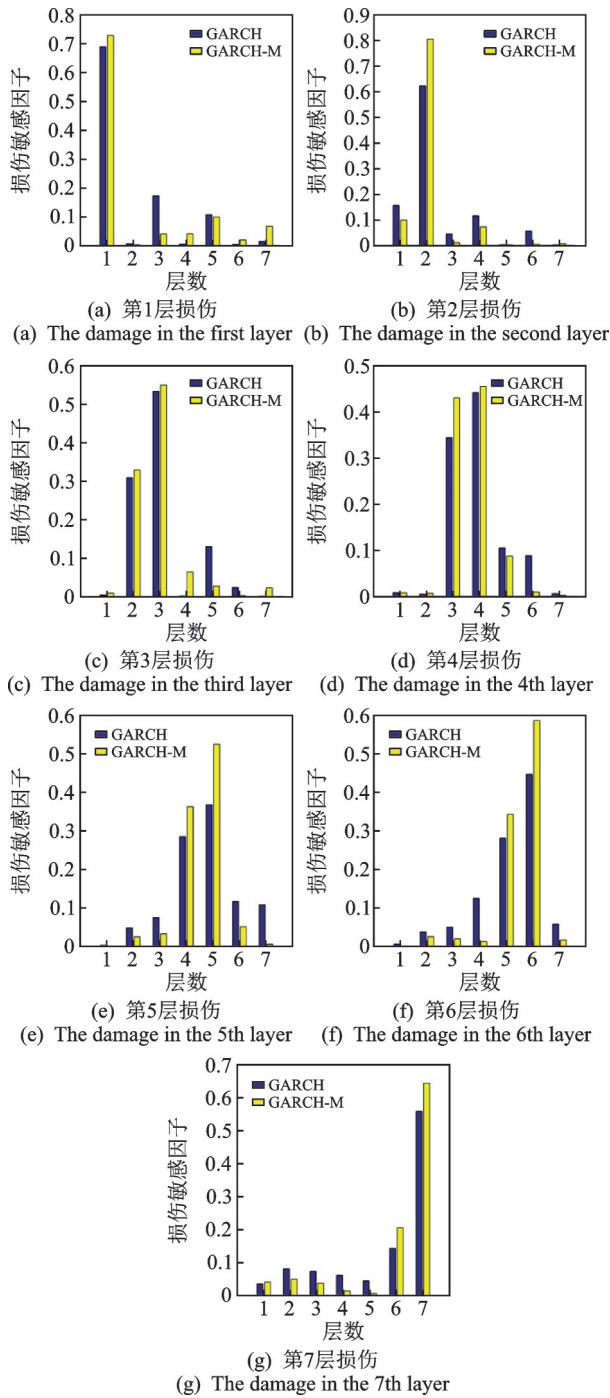 0.8
0.7
0.6
0.5
0.4
0.3
0.2
0.1
0
损伤敏感因子
GARCH
GARCH-M
1 2 3 4 5 6 7
层数
(a) 第1层损伤
(a) The damage in the first layer
0.9
0.8
0.7
0.6
0.5
0.4
0.3
0.2
0.1
0
损伤敏感因子
GARCH
GARCH-M
1 2 3 4 5 6 7
层数
(b) 第2层损伤
(b) The damage in the second layer
0.6
0.5
0.4
0.3
0.2
0.1
0
损伤敏感因子
GARCH
GARCH-M
1 2 3 4 5 6 7
层数
(c) 第3层损伤
(c) The damage in the third layer
0.5
0.4
0.3
0.2
0.1
0
损伤敏感因子
GARCH
GARCH-M
1 2 3 4 5 6 7
层数
(d) 第4层损伤
(d) The damage in the 4th layer
0.6
0.5
0.4
0.3
0.2
0.1
0
损伤敏感因子
GARCH
GARCH-M
1 2 3 4 5 6 7
层数
(e) 第5层损伤
(e) The damage in the 5th layer
0.6
0.5
0.4
0.3
0.2
0.1
0
损伤敏感因子
GARCH
GARCH-M
1 2 3 4 5 6 7
层数
(f) 第6层损伤
(f) The damage in the 6th layer
0.7
0.6
0.5
0.4
0.3
0.2
0.1
0
损伤敏感因子
GARCH
GARCH-M
1 2 3 4 5 6 7
层数
(g) 第7层损伤
(g) The damage in the 7th layer